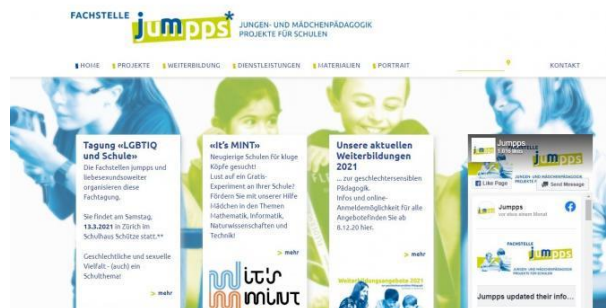 FACHSTELLE
jumpps*
JUNGEN- UND MÄDCHENPÄDAGOGIK
PROJEKTE FÜR SCHULEN
HOME PROJEKTE WEITERBILDUNG DIENSTLEISTUNGEN MATERIALIEN PORTRAIT KONTAKT
Tagung «LGBTIQ
und Schule»
Die Fachstellen jumpps und
liebesexundsoweiter
organisieren diese
Fachtagung.
Sie findet am Samstag,
13.3.2021 in Zürich im
Schulhaus Schütze statt.**
Geschlechtliche und sexuelle
Vielfalt - (auch) ein
Schulthema!
> mehr
«It's MINT»
Neugierige Schulen für kluge
Köpfe gesucht!
Lust auf ein Gratis-
Experiment an Ihrer Schule?
Fördern Sie mit unserer Hilfe
Mädchen in den Themen
Mathematik, Informatik,
Naturwissenschaften und
Technik!
> mehr
it's
mint
Unsere aktuellen
Weiterbildungen
2021
... zur geschlechtersensiblen
Pädagogik.
Infos und online-
Anmeldemöglichkeit für alle
Angebotefinden Sie ab
8.12.20 hier.
> mehr
Weiterbildungsangebote 2021
Jumpps
Like Page
Send Message
Jumpps
FACHSTELLE
jumpps
Jumpps updated their info...